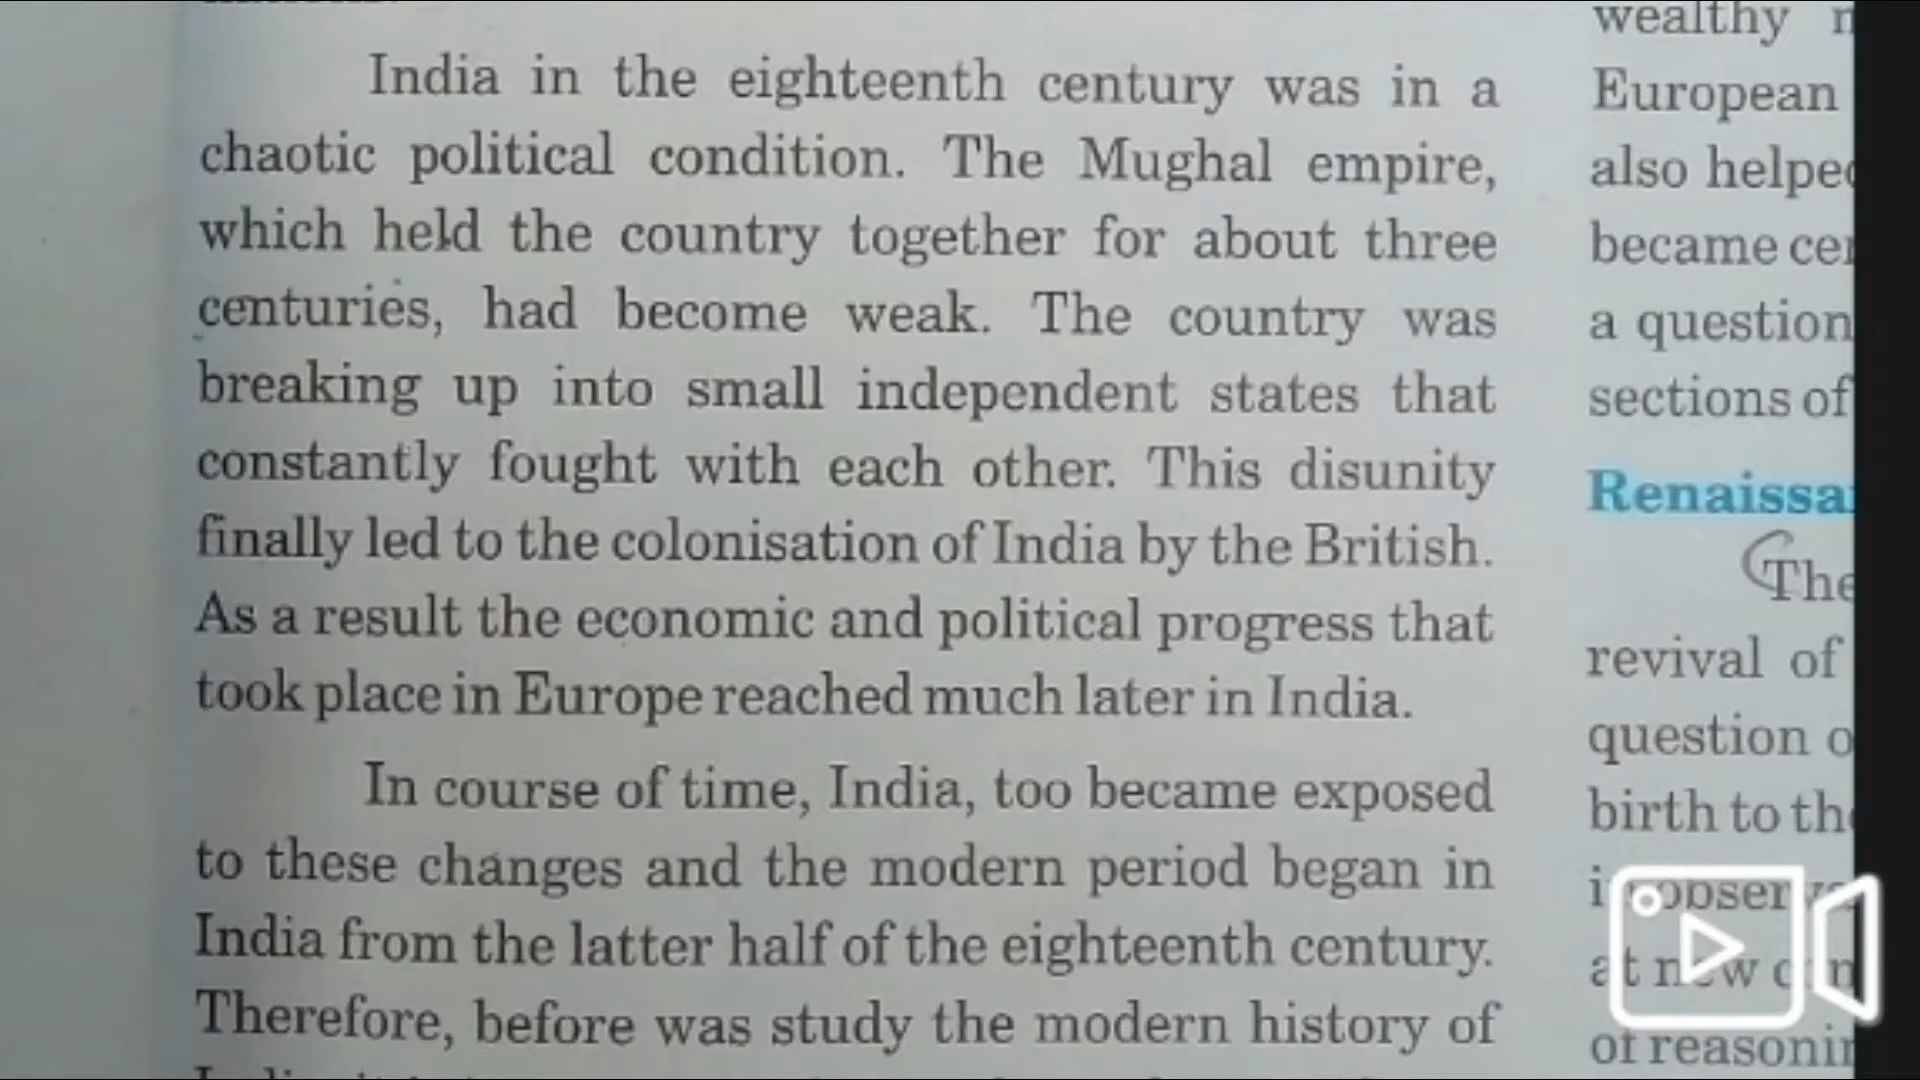 India in the eighteenth century was in a
chaotic political condition. The Mughal empire,
which held the country together for about three
centuries, had become weak. The country was
breaking up into small independent states that
constantly fought with each other. This disunity
finally led to the colonisation of India by the British.
As a result the economic and political progress that
took place in Europe reached much later in India.
In course of time, India, too became exposed
to these changes and the modern period began in
India from the latter half of the eighteenth century.
Therefore, before was study the modern history of
wealthy
European
also
became
a question
sections of
The
revival of
question
birth to
at new
of